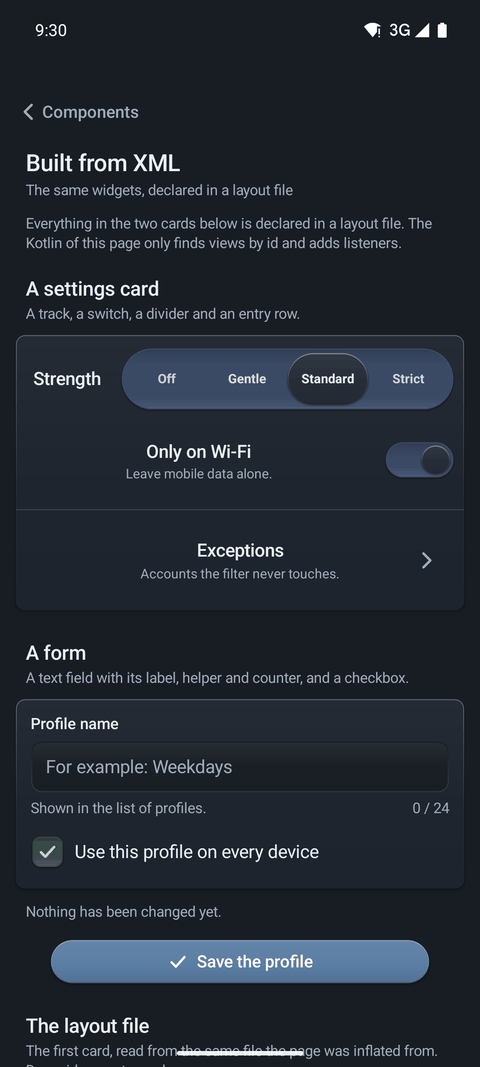 9:30
3G
Components
Built from XML
The same widgets, declared in a layout file
Everything in the two cards below is declared in a layout file. The
Kotlin of this page only finds views by id and adds listeners.
A settings card
A track, a switch, a divider and an entry row.
Strength
Off
Gentle
Standard
Strict
Only on Wi-Fi
Leave mobile data alone.
Exceptions
Accounts the filter never touches.
A form
A text field with its label, helper and counter, and a checkbox.
Profile name
For example: Weekdays
Shown in the list of profiles.
0 / 24
Use this profile on every device
Nothing has been changed yet.
Save the profile
The layout file
The first card, read from the same file the page was inflated from.